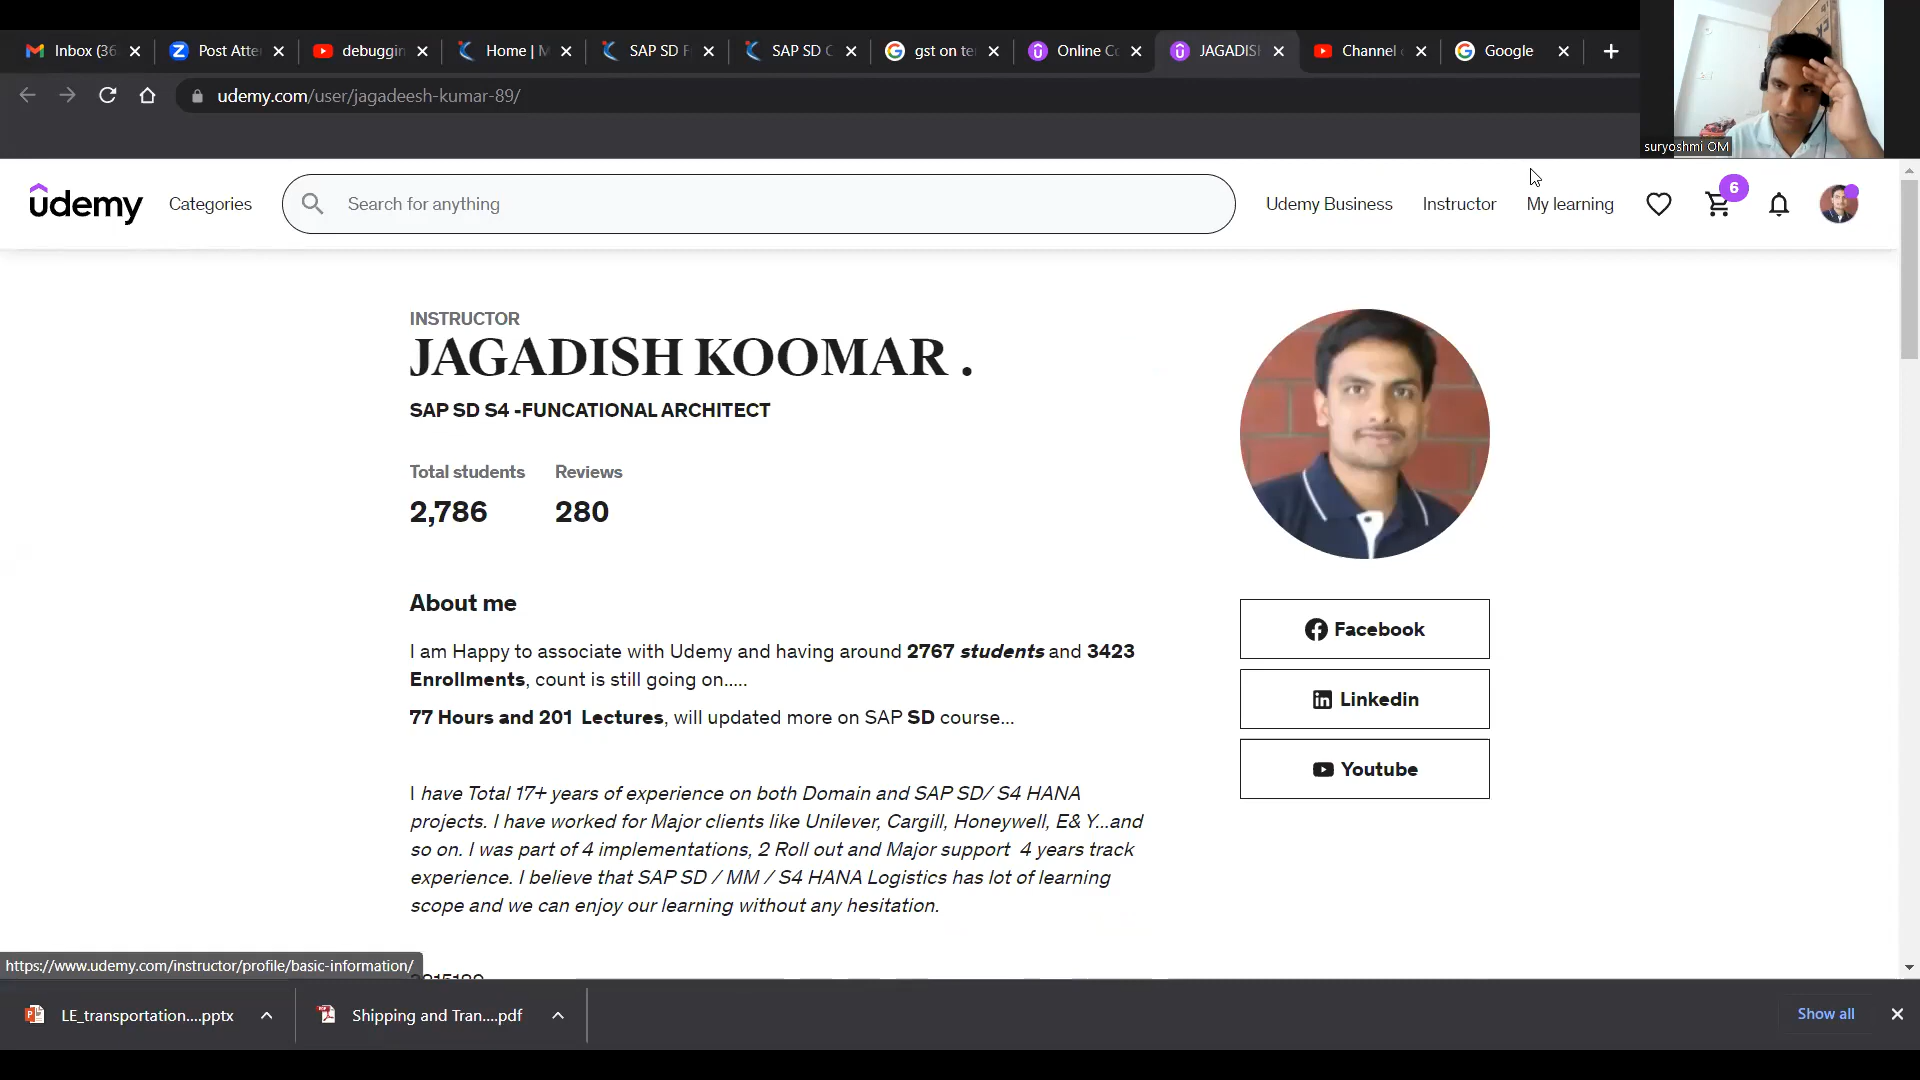 Inbox (36
Post Atte
debuggin
Home | M
SAP SD F
SAP SD C
gst on te
Online Co
JAGADISH
Channel
Google
udemy.com/user/jagadeesh-kumar-89/
suryoshmi OM
udemy
Categories
Search for anything
Udemy Business
Instructor
My learning
6
INSTRUCTOR
JAGADISH KOOMAR .
SAP SD S4 -FUNCATIONAL ARCHITECT
Total students
Reviews
2,786
280
About me
I am Happy to associate with Udemy and having around 2767 students and 3423
Enrollments, count is still going on.....
77 Hours and 201 Lectures, will updated more on SAP SD course...
I have Total 17+ years of experience on both Domain and SAP SD/ S4 HANA
projects. I have worked for Major clients like Unilever, Cargill, Honeywell, E& Y...and
so on. I was part of 4 implementations, 2 Roll out and Major support 4 years track
experience. I believe that SAP SD / MM / S4 HANA Logistics has lot of learning
scope and we can enjoy our learning without any hesitation.
Facebook
Linkedin
Youtube
https://www.udemy.com/instructor/profile/basic-information/
LE_transportation....pptx
Shipping and Tran....pdf
Show all